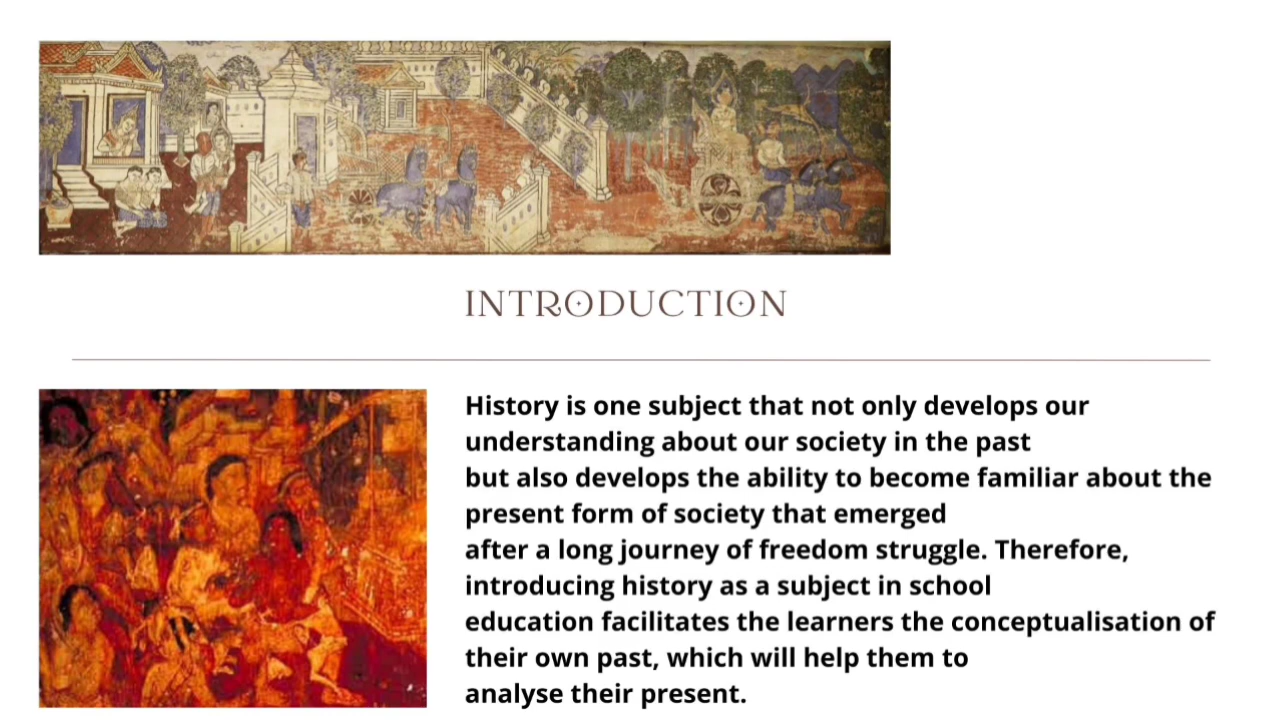 INTRODUCTION
History is one subject that not only develops our
understanding about our society in the past
but also develops the ability to become familiar about the
present form of society that emerged
after a long journey of freedom struggle. Therefore,
introducing history as a subject in school
education facilitates the learners the conceptualisation of
their own past, which will help them to
analyse their present.